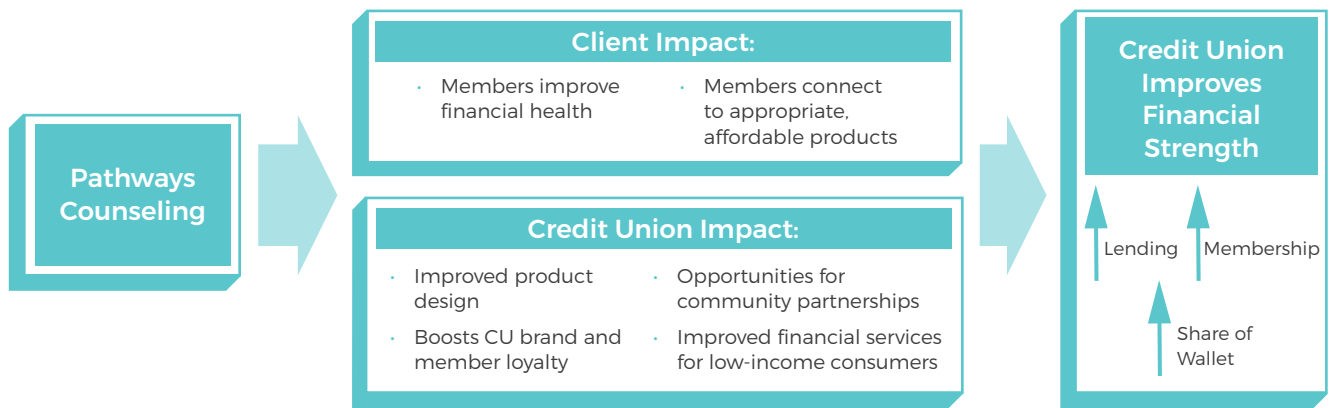 Pathways
Counseling
Client Impact:
· Members improve
financial health
· Members connect
to appropriate,
affordable products
Credit Union Impact:
· Improved product
design
· Boosts CU brand and
member loyalty
· Opportunities for
community partnerships
· Improved financial services
for low-income consumers
Credit Union
Improves
Financial
Strength
Lending
Membership
Share of
Wallet